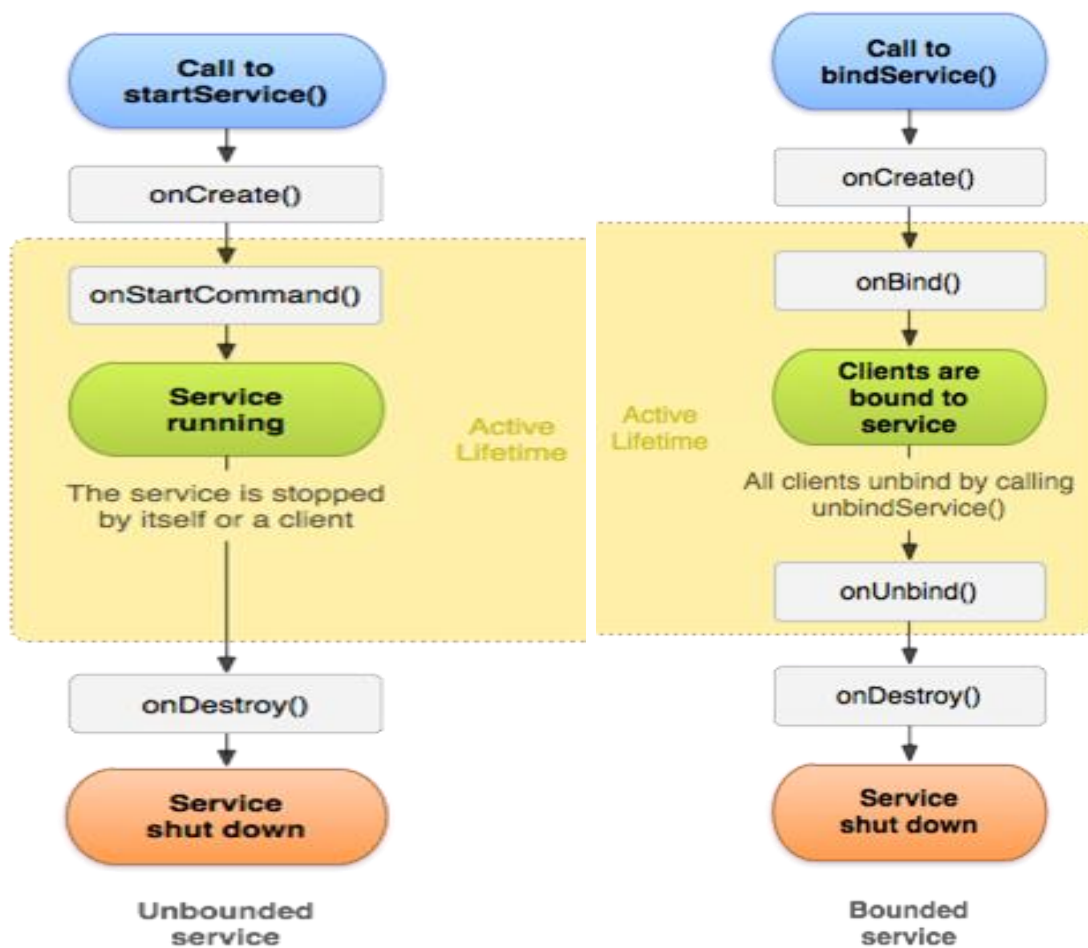 Call to
startService()
onCreate()
onStartCommand()
Service
running
Active
Lifetime
The service is stopped
by itself or a client
onDestroy()
Service
shut down
Unbounded
service
Call to
bindService()
onCreate()
onBind()
Clients are
bound to
service
Active
Lifetime
All clients unbind by calling
unbindService()
onUnbind()
onDestroy()
Service
shut down
Bounded
service